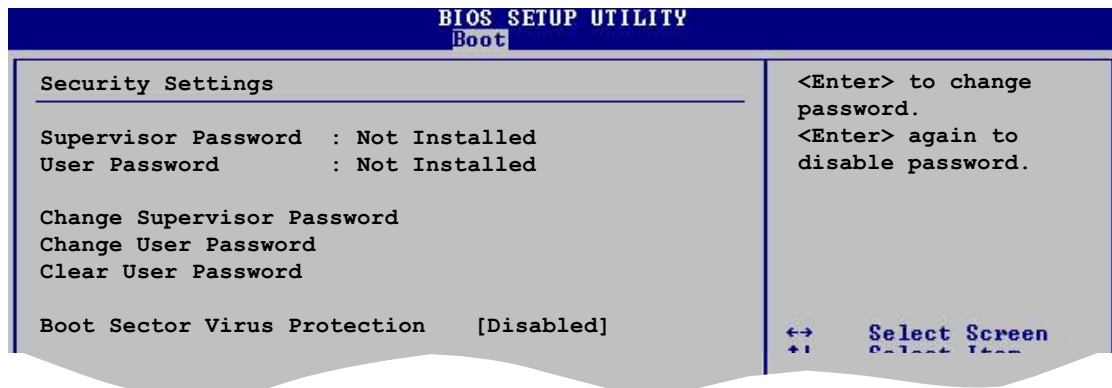 BIOS SETUP UTILITY
Boot
Security Settings
Supervisor Password : Not Installed
User Password : Not Installed
Change Supervisor Password
Change User Password
Clear User Password
Boot Sector Virus Protection [Disabled]
<Enter> to change
password.
<Enter> again to
disable password.
↔ Select Screen
↑↓ Select Item